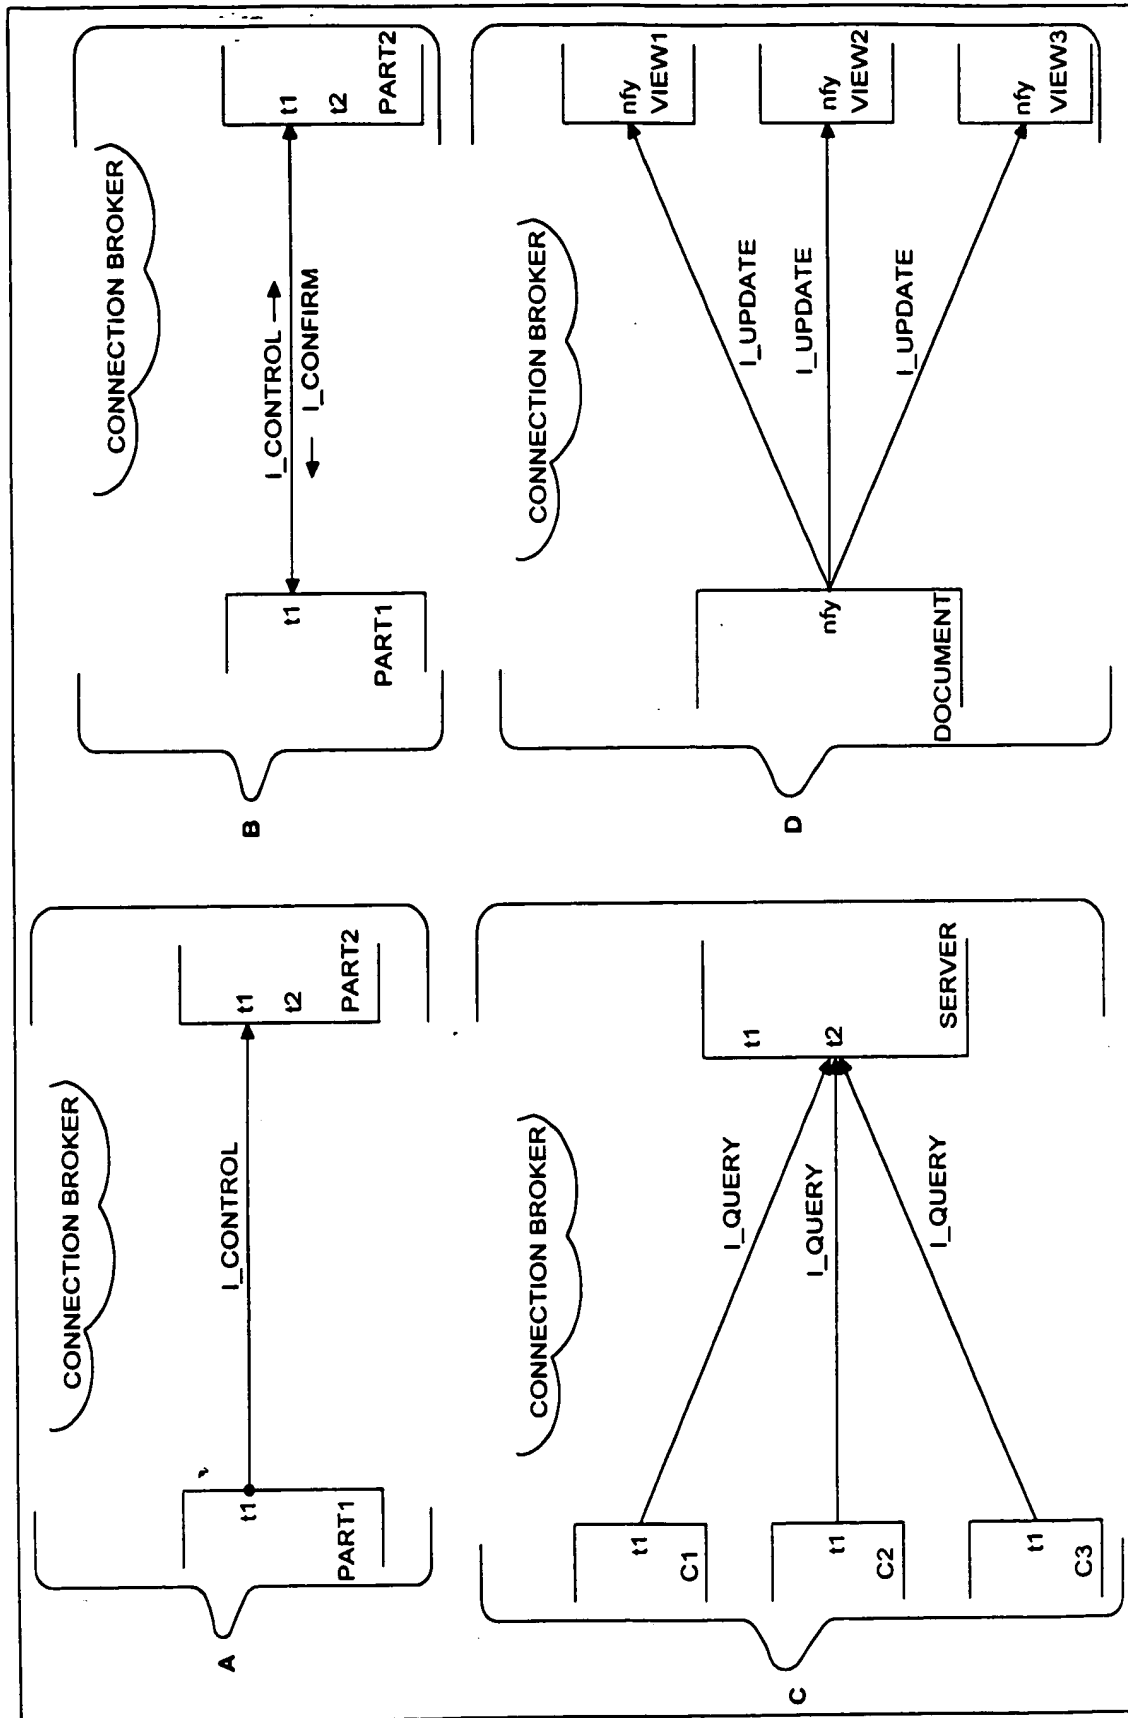 A
CONNECTION BROKER
t1
PART1
I_CONTROL
t1
t2
PART2
B
CONNECTION BROKER
t1
PART1
I_CONTROL
I_CONFIRM
t1
t2
PART2
C
CONNECTION BROKER
t1
C1
t1
C2
t1
C3
I_QUERY
I_QUERY
I_QUERY
t1
t2
SERVER
D
CONNECTION BROKER
nfy
DOCUMENT
I_UPDATE
I_UPDATE
I_UPDATE
nfy
VIEW1
nfy
VIEW2
nfy
VIEW3